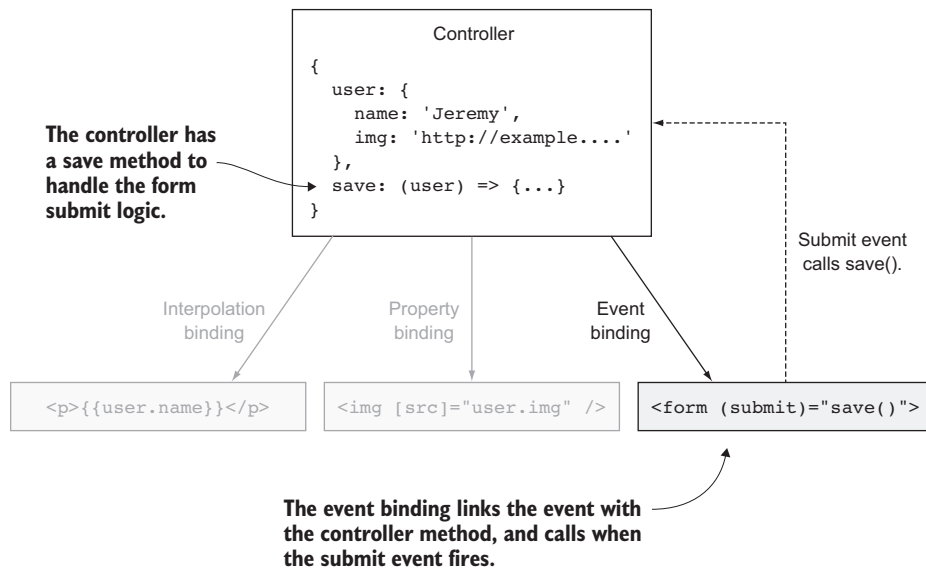 Controller
{
user: {
name: 'Jeremy',
img: 'http://example....'
},
save: (user) => {...}
}
The controller has
a save method to
handle the form
submit logic.
Submit event
calls save().
Interpolation
binding
Property
binding
Event
binding
<p>{{user.name}}</p>
<img [src]="user.img" />
<form (submit)="save()">
The event binding links the event with
the controller method, and calls when
the submit event fires.